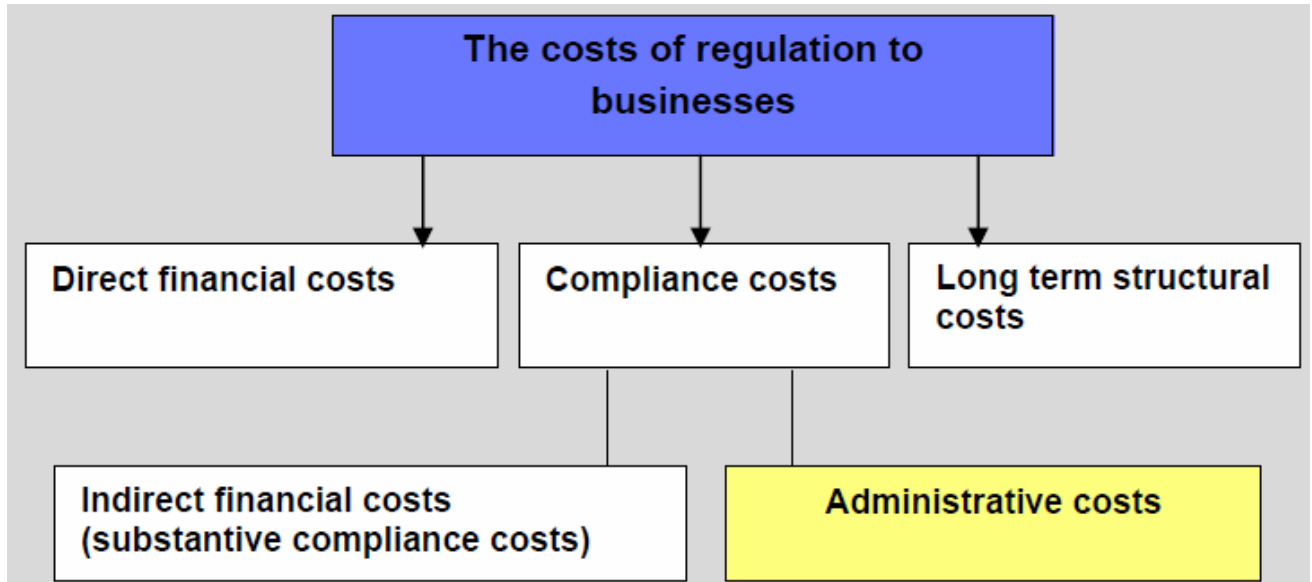 The costs of regulation to
businesses
Direct financial costs
Compliance costs
Long term structural
costs
Indirect financial costs
(substantive compliance costs)
Administrative costs